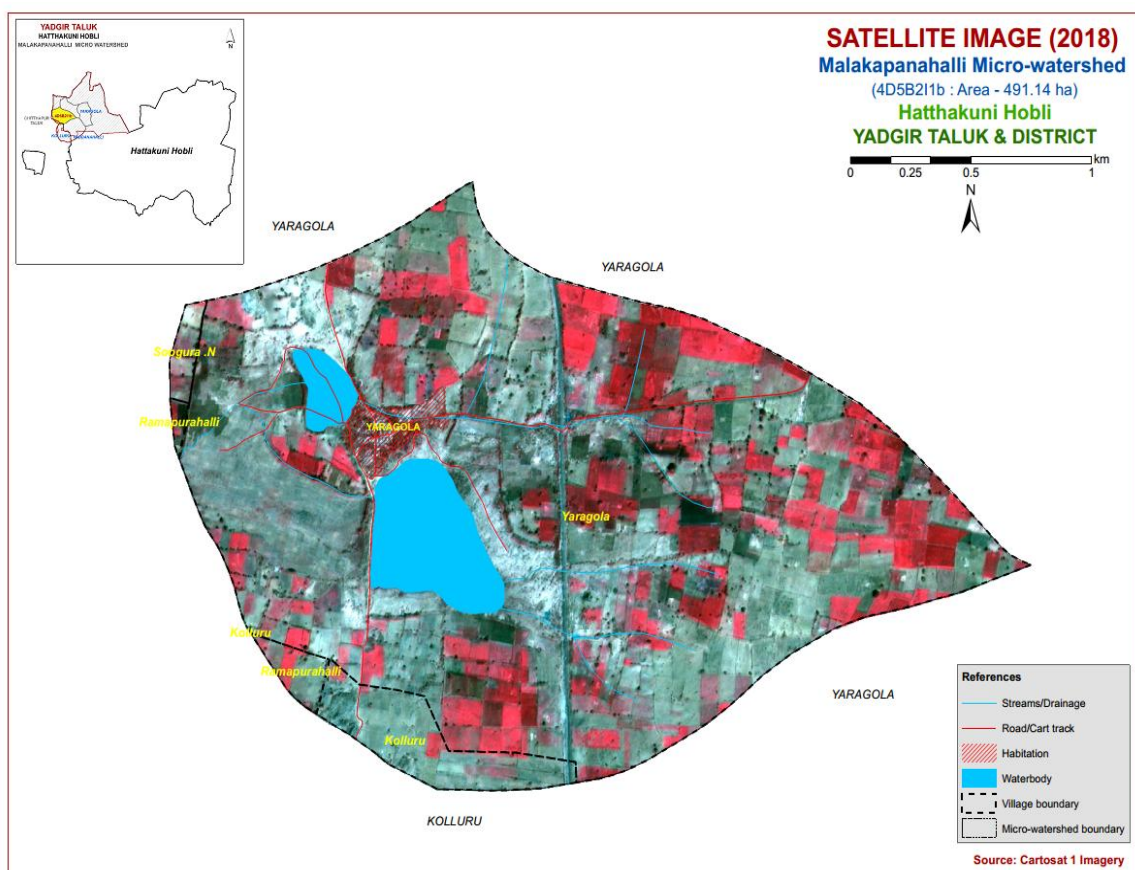 YADGIR TALUK
HATTHAKUNI HOBLI
MALAKAPANAHALLI MICRO WATERSHED
N
YARAGOLA
4D5B2I1b
KOLLURU
Hattakuni Hobli
SATELLITE IMAGE (2018)
Malakapanahalli Micro-watershed
(4D5B2I1b : Area - 491.14 ha)
Hatthakuni Hobli
YADGIR TALUK & DISTRICT
km
0 0.25 0.5 1
N
YARAGOLA
YARAGOLA
Soogura .N
Ramapurahalli
YARAGOLA
Yaragola
Kolluru
Ramapurahalli
Kolluru
YARAGOLA
KOLLURU
References
Streams/Drainage
Road/Cart track
Habitation
Waterbody
Village boundary
Micro-watershed boundary
Source: Cartosat 1 Imagery